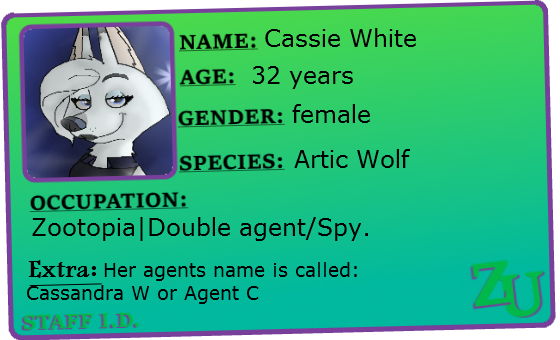 NAME: Cassie White
AGE: 32 years
GENDER: female
SPECIES: Artic Wolf
OCCUPATION:
Zootopia|Double agent/Spy.
Extra: Her agents name is called:
Cassandra W or Agent C
ZU
STAFF I.D.